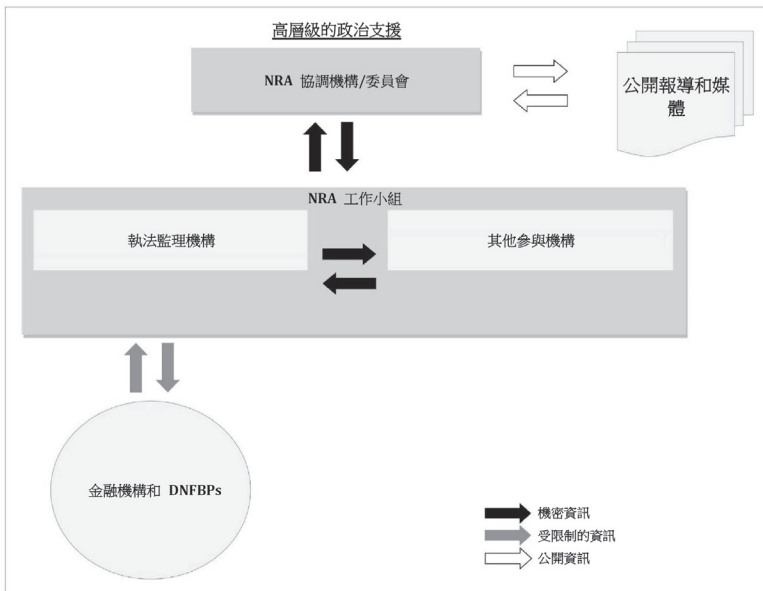 高層級的政治支援
NRA 協調機構/委員會
公開報導和媒
體
NRA 工作小組
執法監理機構
其他參與機構
金融機構和 DNFBPs
機密資訊
受限制的資訊
公開資訊